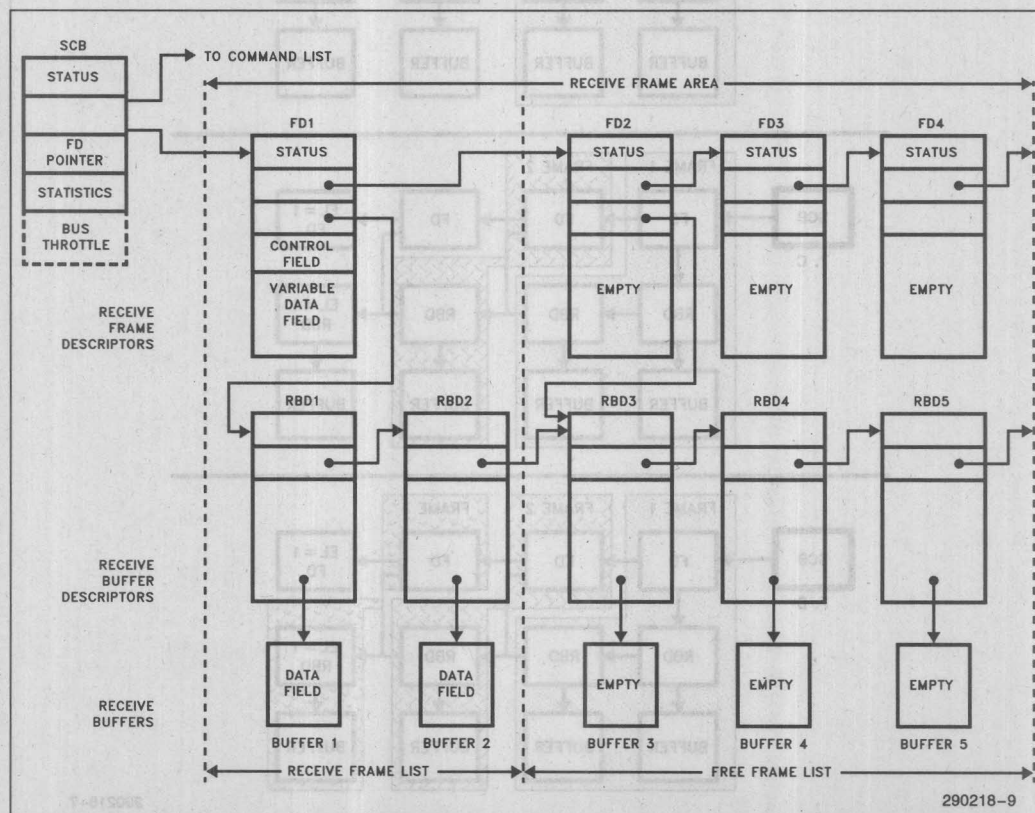 SCB
TO COMMAND LIST
STATUS
RECEIVE FRAME AREA
FD1
FD2
FD3
FD4
FD
POINTER
STATUS
STATUS
STATUS
STATUS
STATISTICS
BUS
THROTTLE
CONTROL
FIELD
VARIABLE
DATA
FIELD
EMPTY
EMPTY
EMPTY
RECEIVE
FRAME
DESCRIPTORS
RBD1
RBD2
RBD3
RBD4
RBD5
RECEIVE
BUFFER
DESCRIPTORS
DATA
FIELD
DATA
FIELD
EMPTY
EMPTY
EMPTY
RECEIVE
BUFFERS
BUFFER 1
BUFFER 2
BUFFER 3
BUFFER 4
BUFFER 5
RECEIVE FRAME LIST
FREE FRAME LIST
290218-9